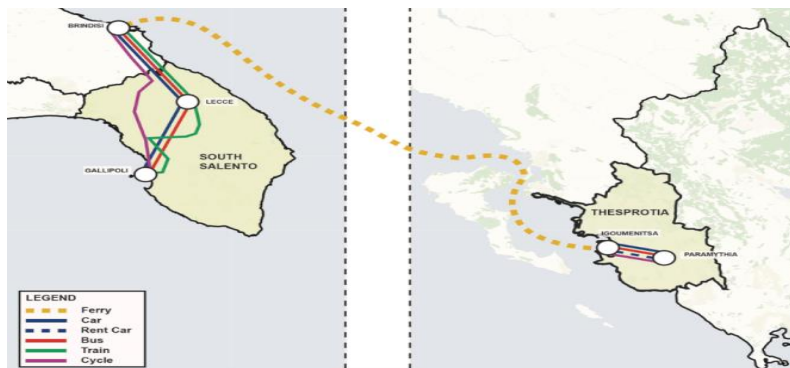 BRINDISI
LECCE
SOUTH
SALENTO
GALLIPOLI
THESPROTIA
IGOUMENITSA
PARAMYTHIA
LEGEND
Ferry
Car
Rent Car
Bus
Train
Cycle